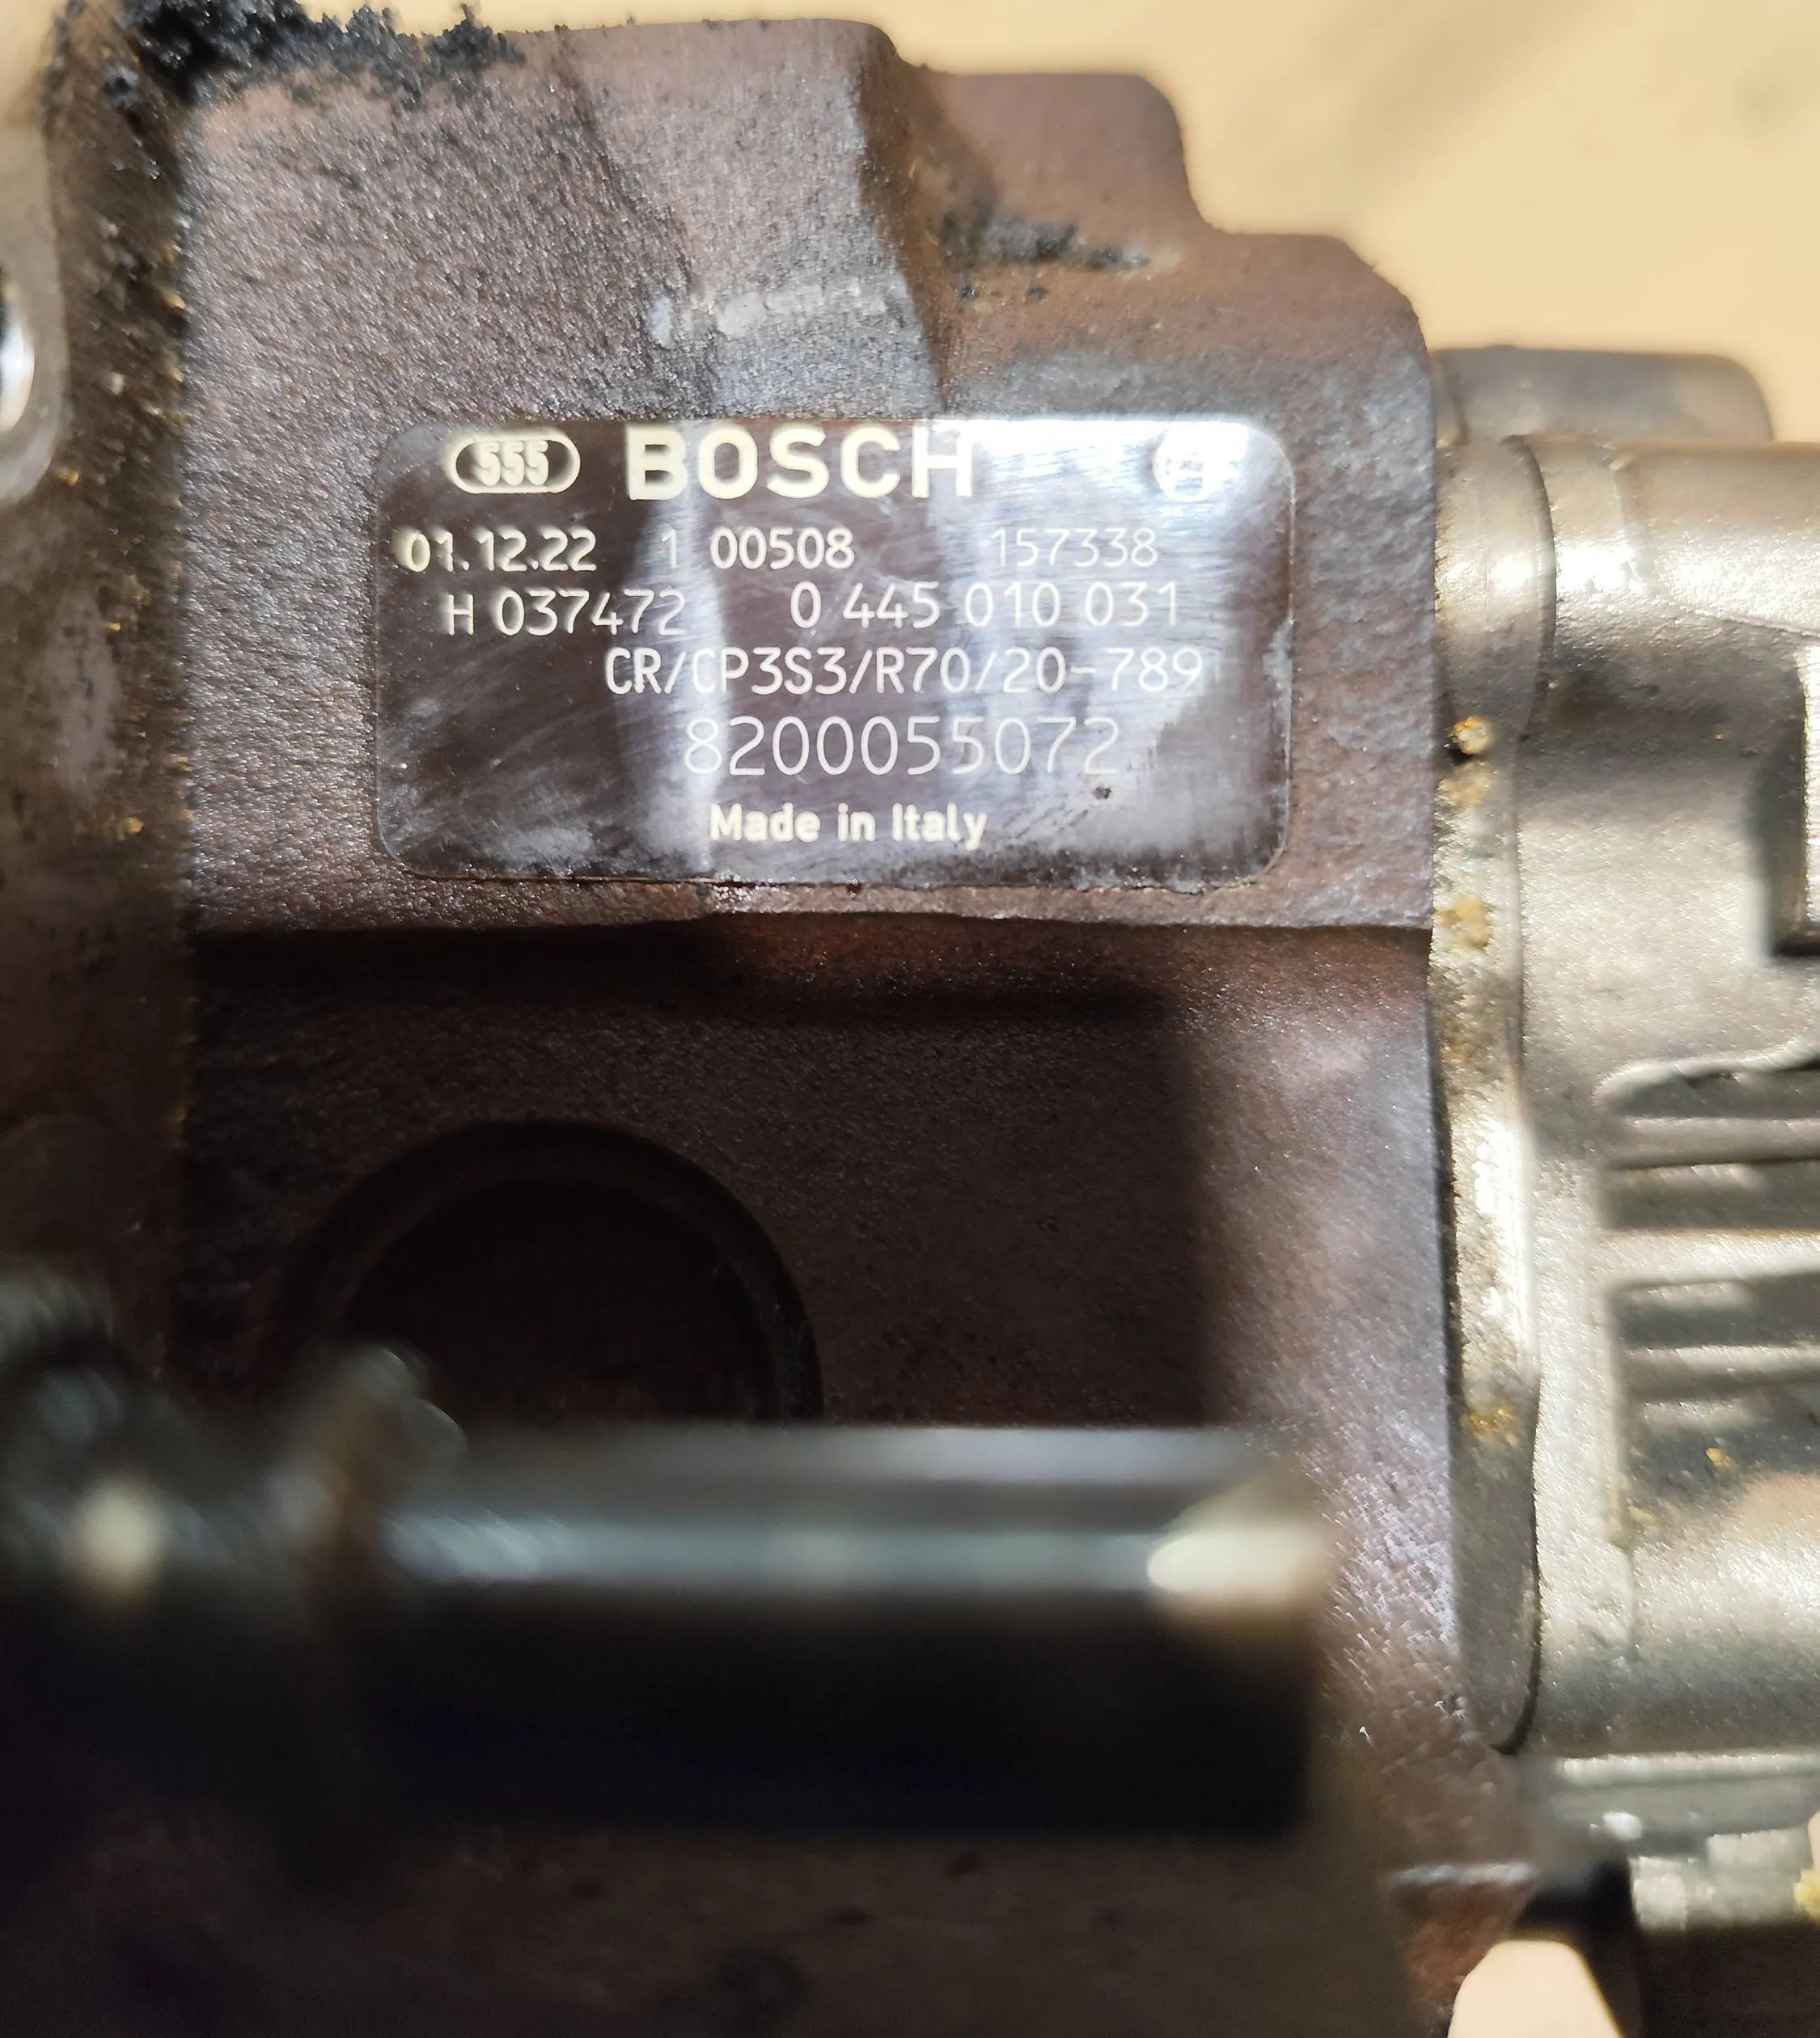 555 BOSCH
01.12.22 1 00508 157338
H 037472 0 445 010 031
CR/CP3S3/R70/20-789
8200055072
Made in Italy